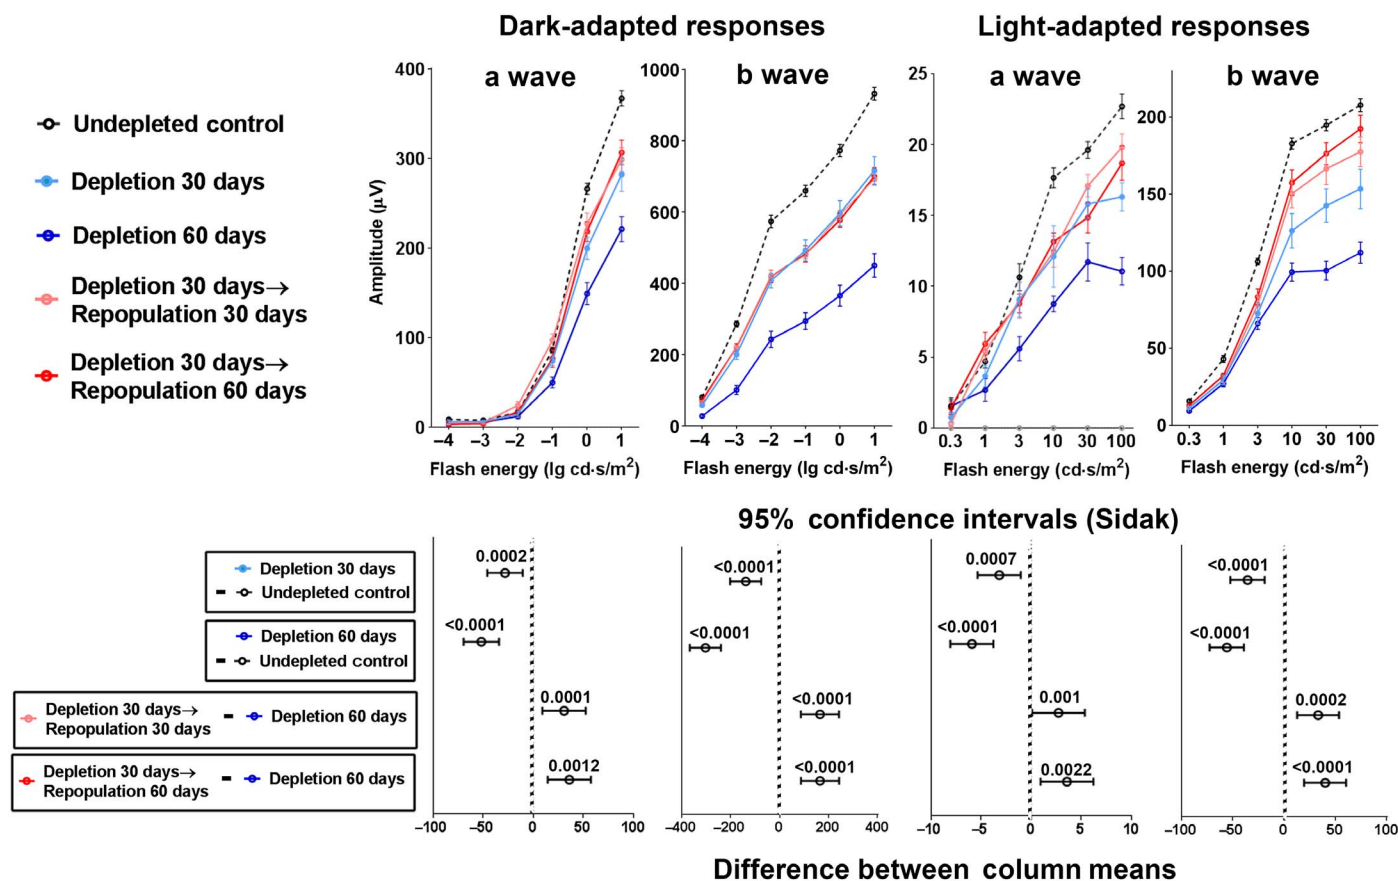 Dark-adapted responses
Light-adapted responses
a wave
b wave
a wave
b wave
Undepleted control
Depletion 30 days
Depletion 60 days
Depletion 30 days→
Repopulation 30 days
Depletion 30 days→
Repopulation 60 days
Amplitude (µV)
400
300
200
100
0
–4 –3 –2 –1 0 1
Flash energy (lg cd·s/m²)
1000
800
600
400
200
0
–4 –3 –2 –1 0 1
Flash energy (lg cd·s/m²)
25
20
15
10
5
0
0.3 1 3 10 30 100
Flash energy (cd·s/m²)
200
150
100
50
0
0.3 1 3 10 30 100
Flash energy (cd·s/m²)
95% confidence intervals (Sidak)
Depletion 30 days
– Undepleted control
Depletion 60 days
– Undepleted control
Depletion 30 days→
Repopulation 30 days
– Depletion 60 days
Depletion 30 days→
Repopulation 60 days
– Depletion 60 days
0.0002
<0.0001
0.0001
0.0012
–100 –50 0 50 100
<0.0001
<0.0001
<0.0001
<0.0001
–400 –200 0 200 400
0.0007
<0.0001
0.001
0.0022
–10 –5 0 5 10
<0.0001
<0.0001
0.0002
<0.0001
–100 –50 0 50 100
Difference between column means